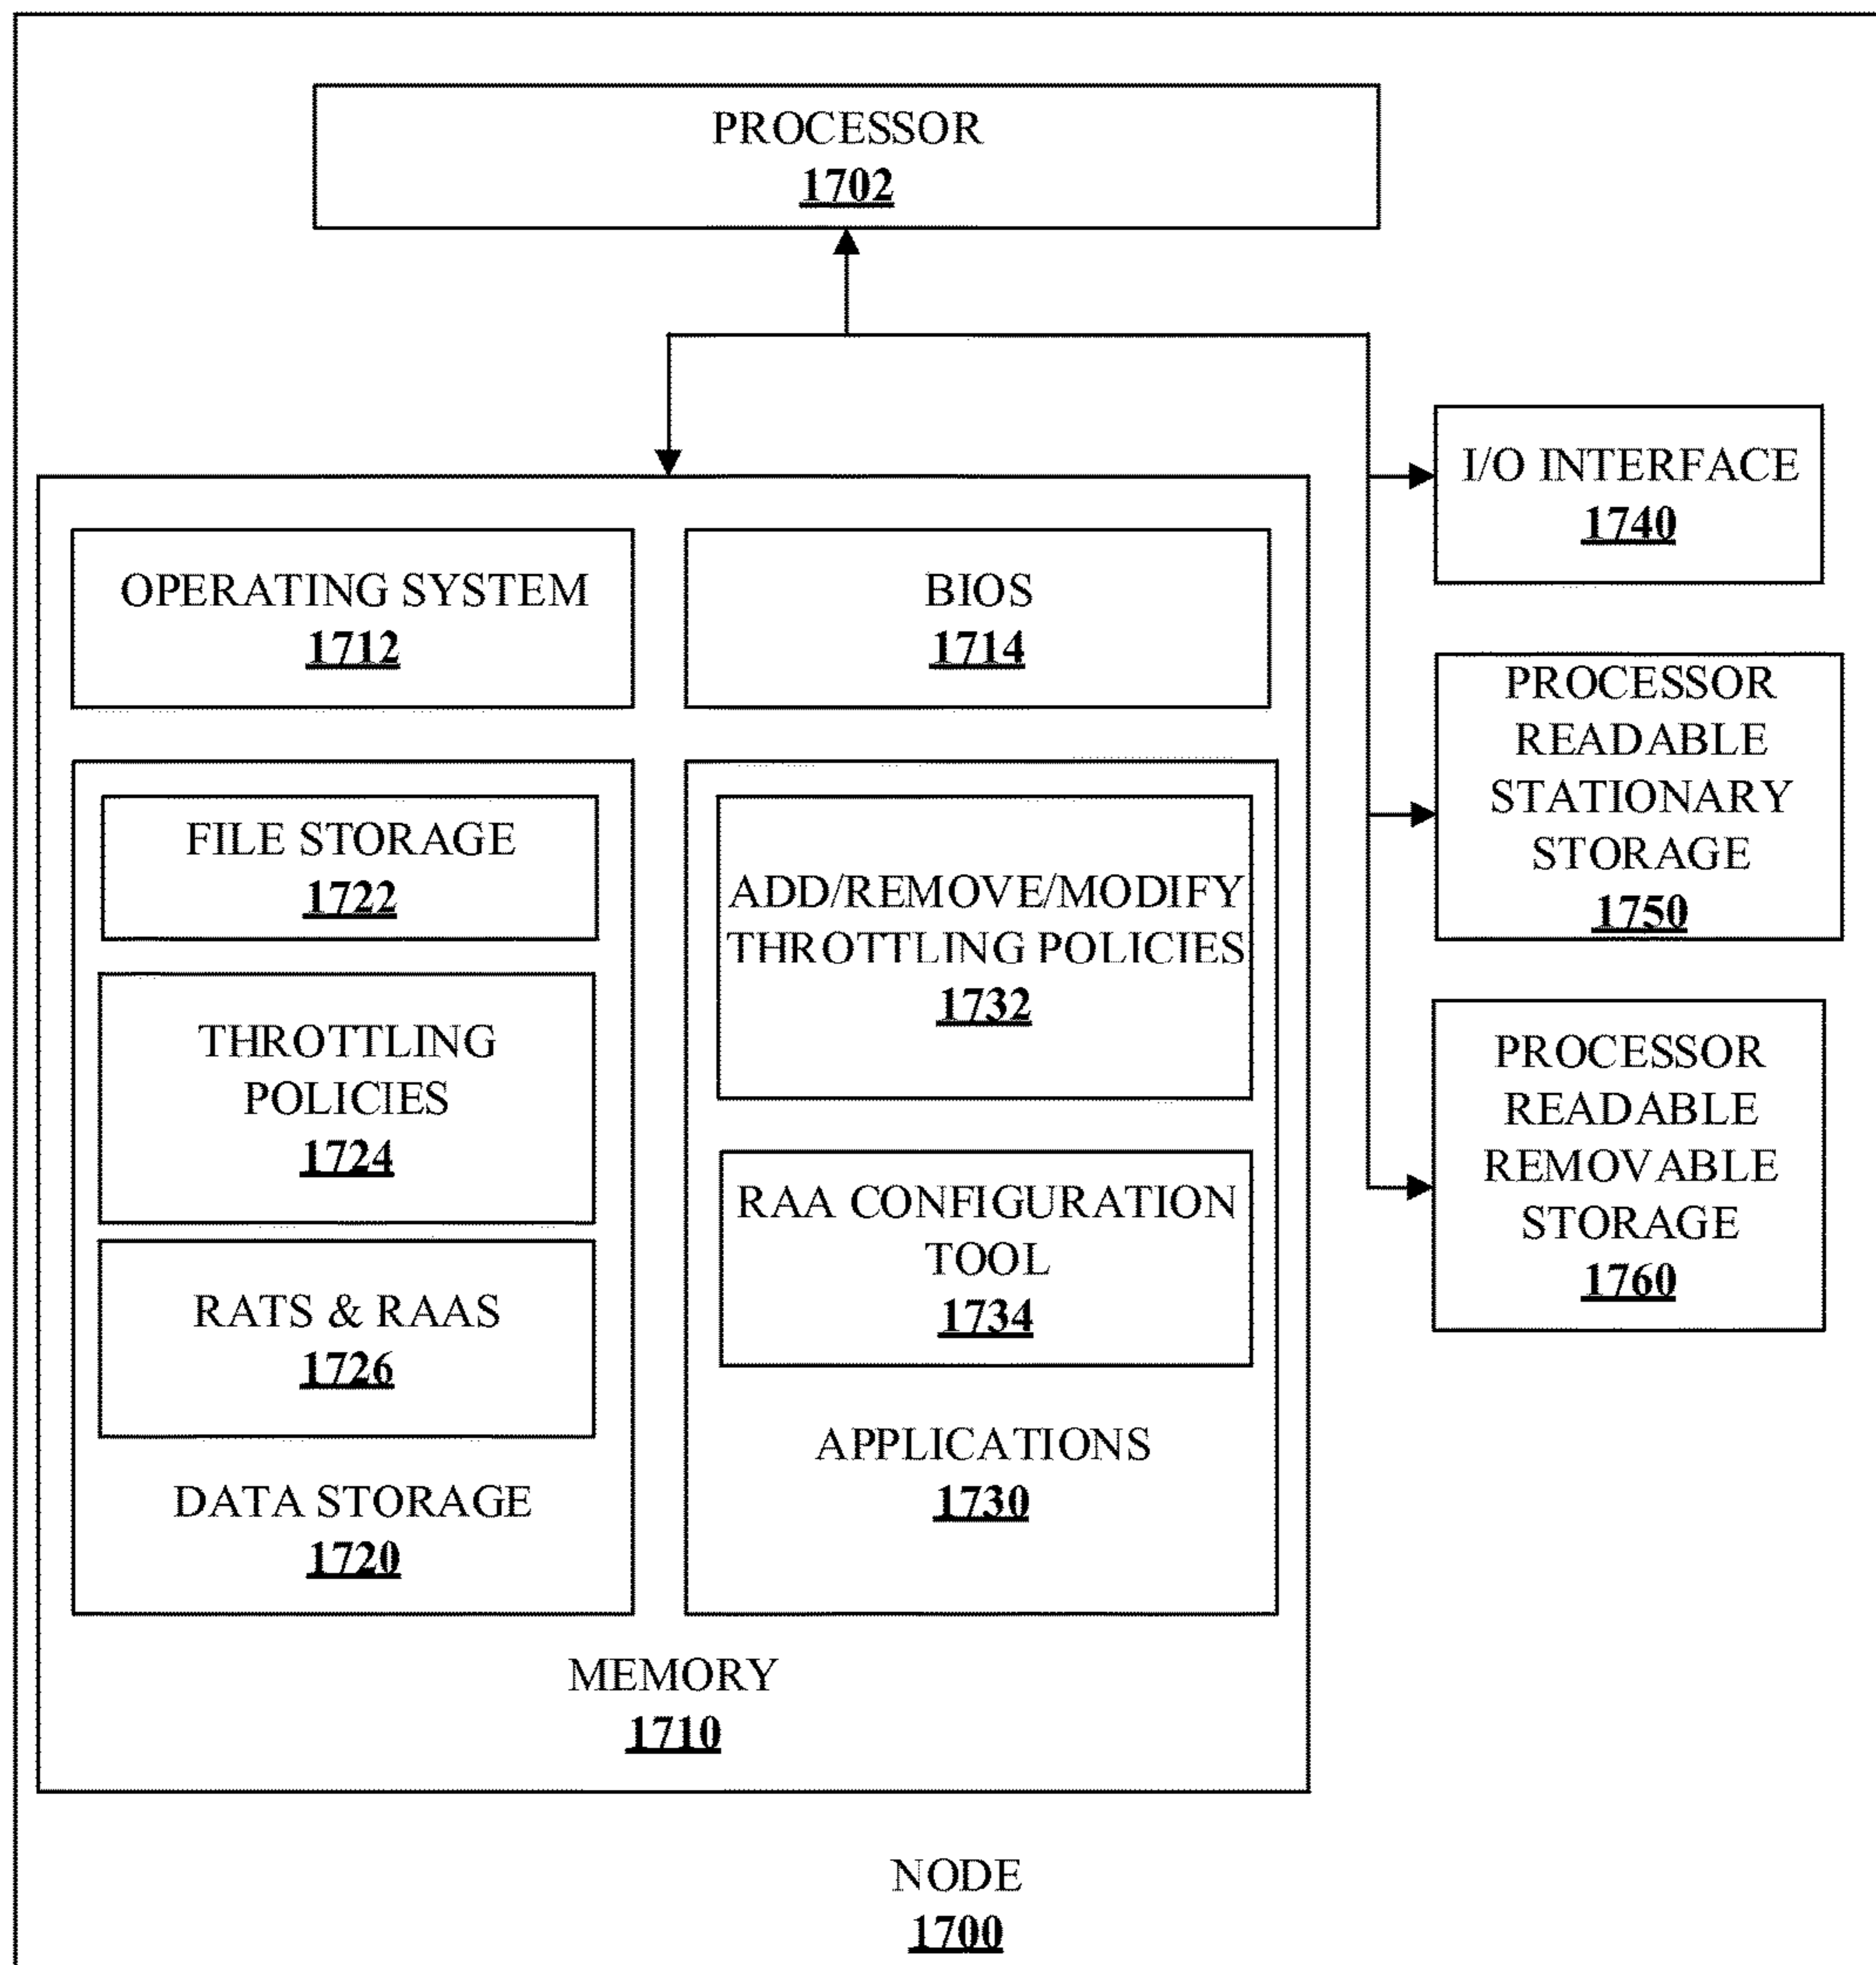 PROCESSOR
1702
I/O INTERFACE
1740
OPERATING SYSTEM
1712
BIOS
1714
PROCESSOR
READABLE
STATIONARY
STORAGE
1750
FILE STORAGE
1722
ADD/REMOVE/MODIFY
THROTTLING POLICIES
1732
THROTTLING
POLICIES
1724
PROCESSOR
READABLE
REMOVABLE
STORAGE
1760
RAA CONFIGURATION
TOOL
1734
RATS & RAAS
1726
APPLICATIONS
1730
DATA STORAGE
1720
MEMORY
1710
NODE
1700